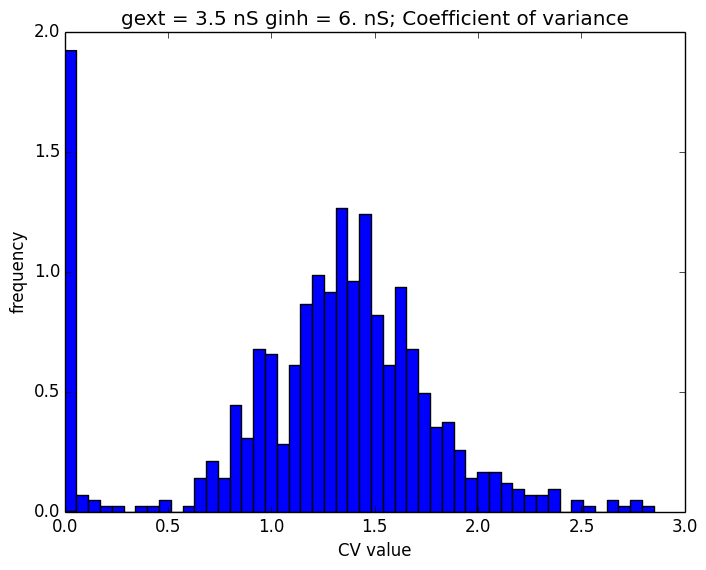 gext = 3.5 nS ginh = 6. nS; Coefficient of variance
2.0
1.5
1.0
0.5
0.0
frequency
0.0 0.5 1.0 1.5 2.0 2.5 3.0
CV value